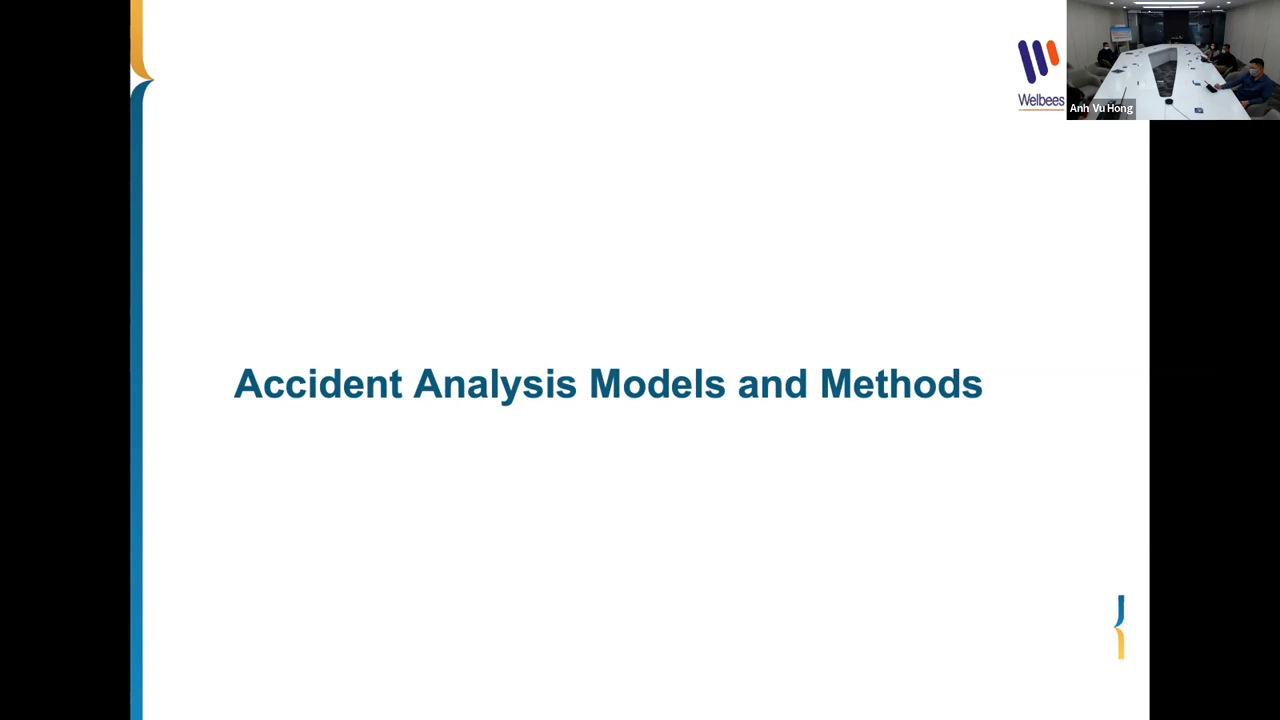 Welbees
Anh Vu Hong
Accident Analysis Models and Methods